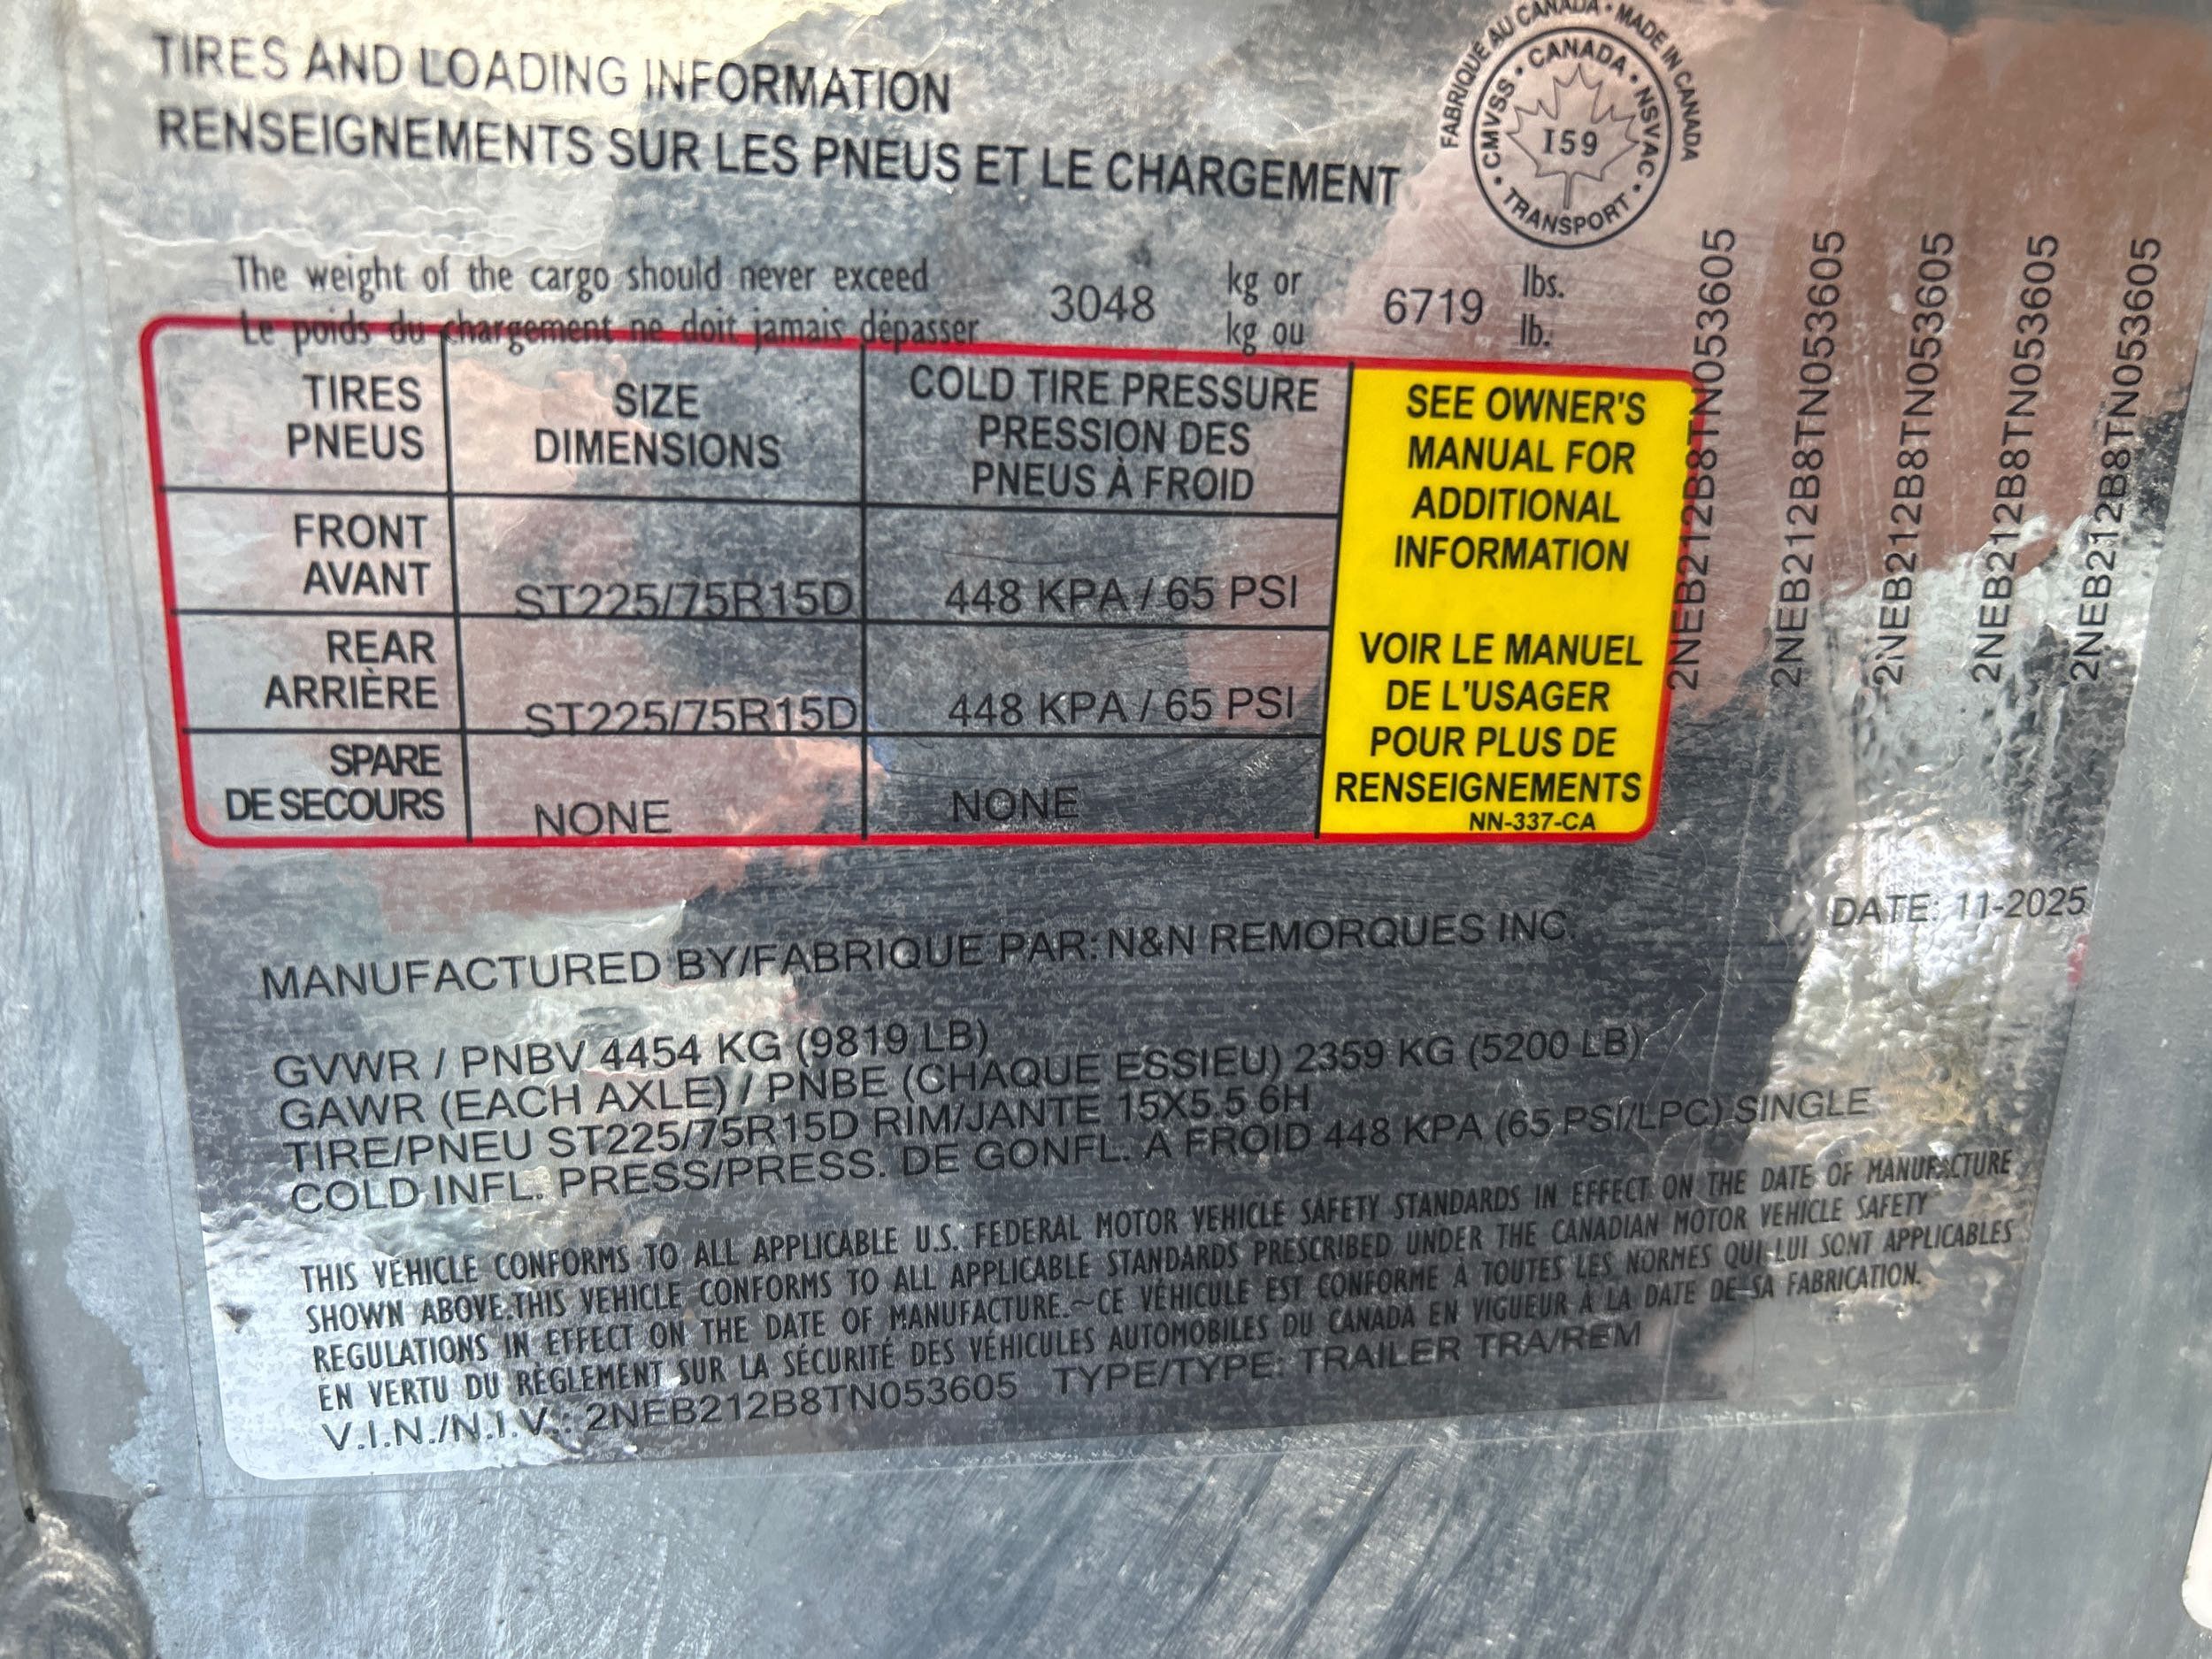 TIRES AND LOADING INFORMATION
RENSEIGNEMENTS SUR LES PNEUS ET LE CHARGEMENT
FABRIQUÉ AU CANADA • MADE IN CANADA
CMVSS • CANADA • NSVAC • TRANSPORT •
I59
The weight of the cargo should never exceed 3048 kg or 6719 lbs.
Le poids du chargement ne doit jamais dépasser kg ou lb.
TIRES SIZE COLD TIRE PRESSURE
PNEUS DIMENSIONS PRESSION DES
PNEUS À FROID
FRONT
AVANT ST225/75R15D 448 KPA / 65 PSI
REAR
ARRIÈRE ST225/75R15D 448 KPA / 65 PSI
SPARE
DE SECOURS NONE NONE
SEE OWNER'S
MANUAL FOR
ADDITIONAL
INFORMATION
VOIR LE MANUEL
DE L'USAGER
POUR PLUS DE
RENSEIGNEMENTS
NN-337-CA
2NEB212B8TN053605
2NEB212B8TN053605
2NEB212B8TN053605
2NEB212B8TN053605
2NEB212B8TN053605
DATE: 11-2025
MANUFACTURED BY/FABRIQUE PAR: N&N REMORQUES INC.
GVWR / PNBV 4454 KG (9819 LB)
GAWR (EACH AXLE) / PNBE (CHAQUE ESSIEU) 2359 KG (5200 LB)
TIRE/PNEU ST225/75R15D RIM/JANTE 15X5.5 6H
COLD INFL. PRESS/PRESS. DE GONFL. A FROID 448 KPA (65 PSI/LPC) SINGLE
THIS VEHICLE CONFORMS TO ALL APPLICABLE U.S. FEDERAL MOTOR VEHICLE SAFETY STANDARDS IN EFFECT ON THE DATE OF MANUFACTURE
SHOWN ABOVE.THIS VEHICLE CONFORMS TO ALL APPLICABLE STANDARDS PRESCRIBED UNDER THE CANADIAN MOTOR VEHICLE SAFETY
REGULATIONS IN EFFECT ON THE DATE OF MANUFACTURE.~CE VÉHICULE EST CONFORME À TOUTES LES NORMES QUI LUI SONT APPLICABLES
EN VERTU DU RÈGLEMENT SUR LA SÉCURITÉ DES VÉHICULES AUTOMOBILES DU CANADA EN VIGUEUR À LA DATE DE SA FABRICATION.
V.I.N./N.I.V.: 2NEB212B8TN053605 TYPE/TYPE: TRAILER TRA/REM